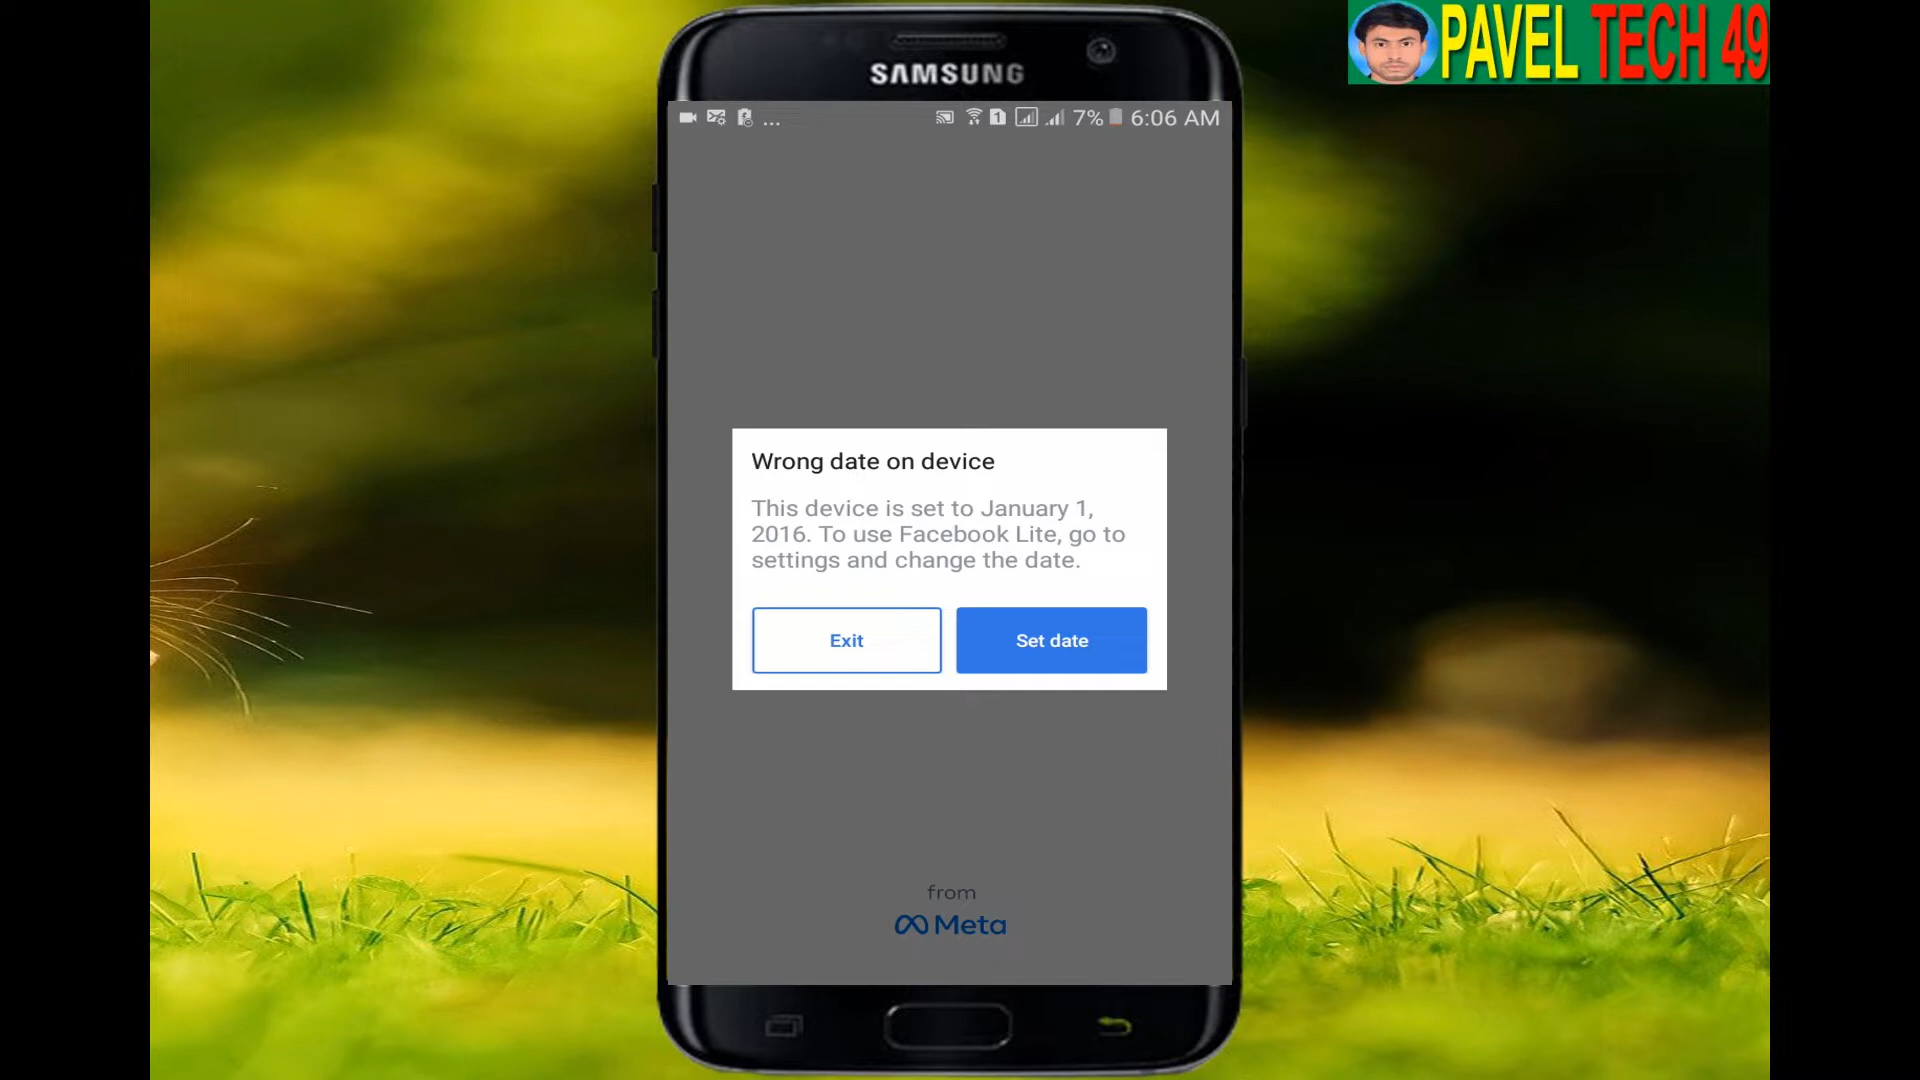 PAVEL TECH 49
SAMSUNG
... 1 7% 6:06 AM
Wrong date on device
This device is set to January 1,
2016. To use Facebook Lite, go to
settings and change the date.
Exit
Set date
from
Meta